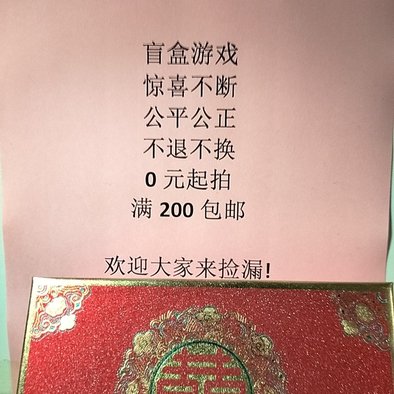 盲盒游戏
惊喜不断
公平公正
不退不换
0 元起拍
满 200 包邮
欢迎大家来捡漏!